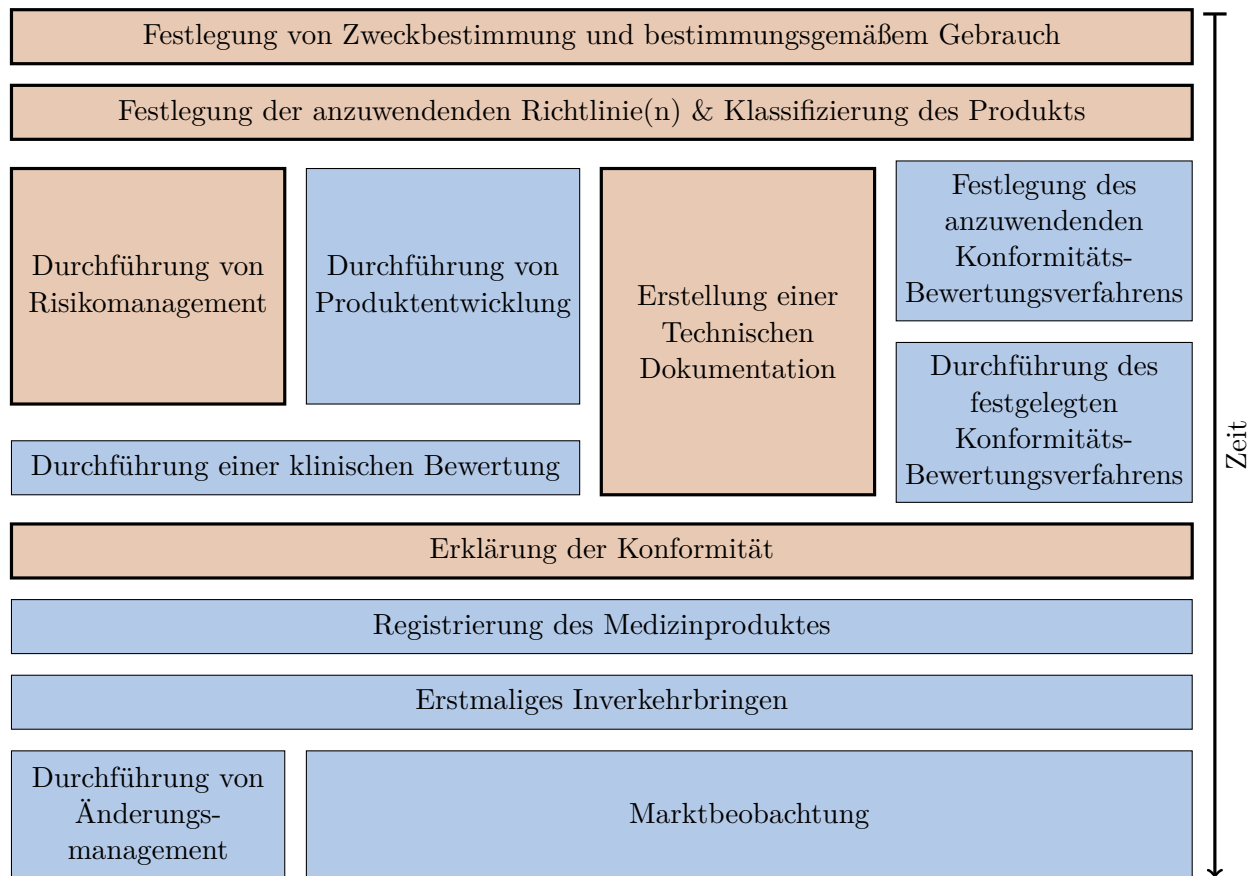 Festlegung von Zweckbestimmung und bestimmungsgemäßem Gebrauch
Festlegung der anzuwendenden Richtlinie(n) & Klassifizierung des Produkts
Durchführung von
Risikomanagement
Durchführung von
Produktentwicklung
Erstellung einer
Technischen
Dokumentation
Festlegung des
anzuwendenden
Konformitäts-
Bewertungsverfahrens
Durchführung des
festgelegten
Konformitäts-
Bewertungsverfahrens
Durchführung einer klinischen Bewertung
Erklärung der Konformität
Registrierung des Medizinproduktes
Erstmaliges Inverkehrbringen
Durchführung von
Änderungs-
management
Marktbeobachtung
Zeit